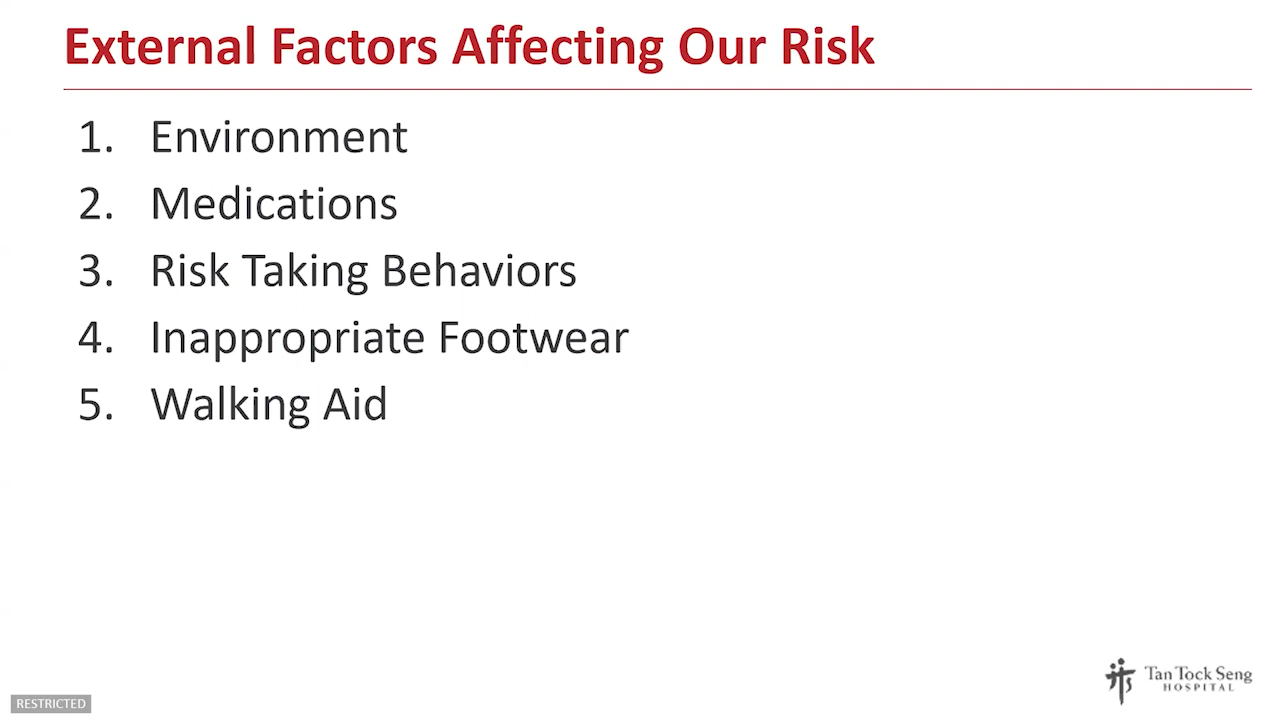 External Factors Affecting Our Risk
1. Environment
2. Medications
3. Risk Taking Behaviors
4. Inappropriate Footwear
5. Walking Aid
Tan Tock Seng
HOSPITAL
RESTRICTED